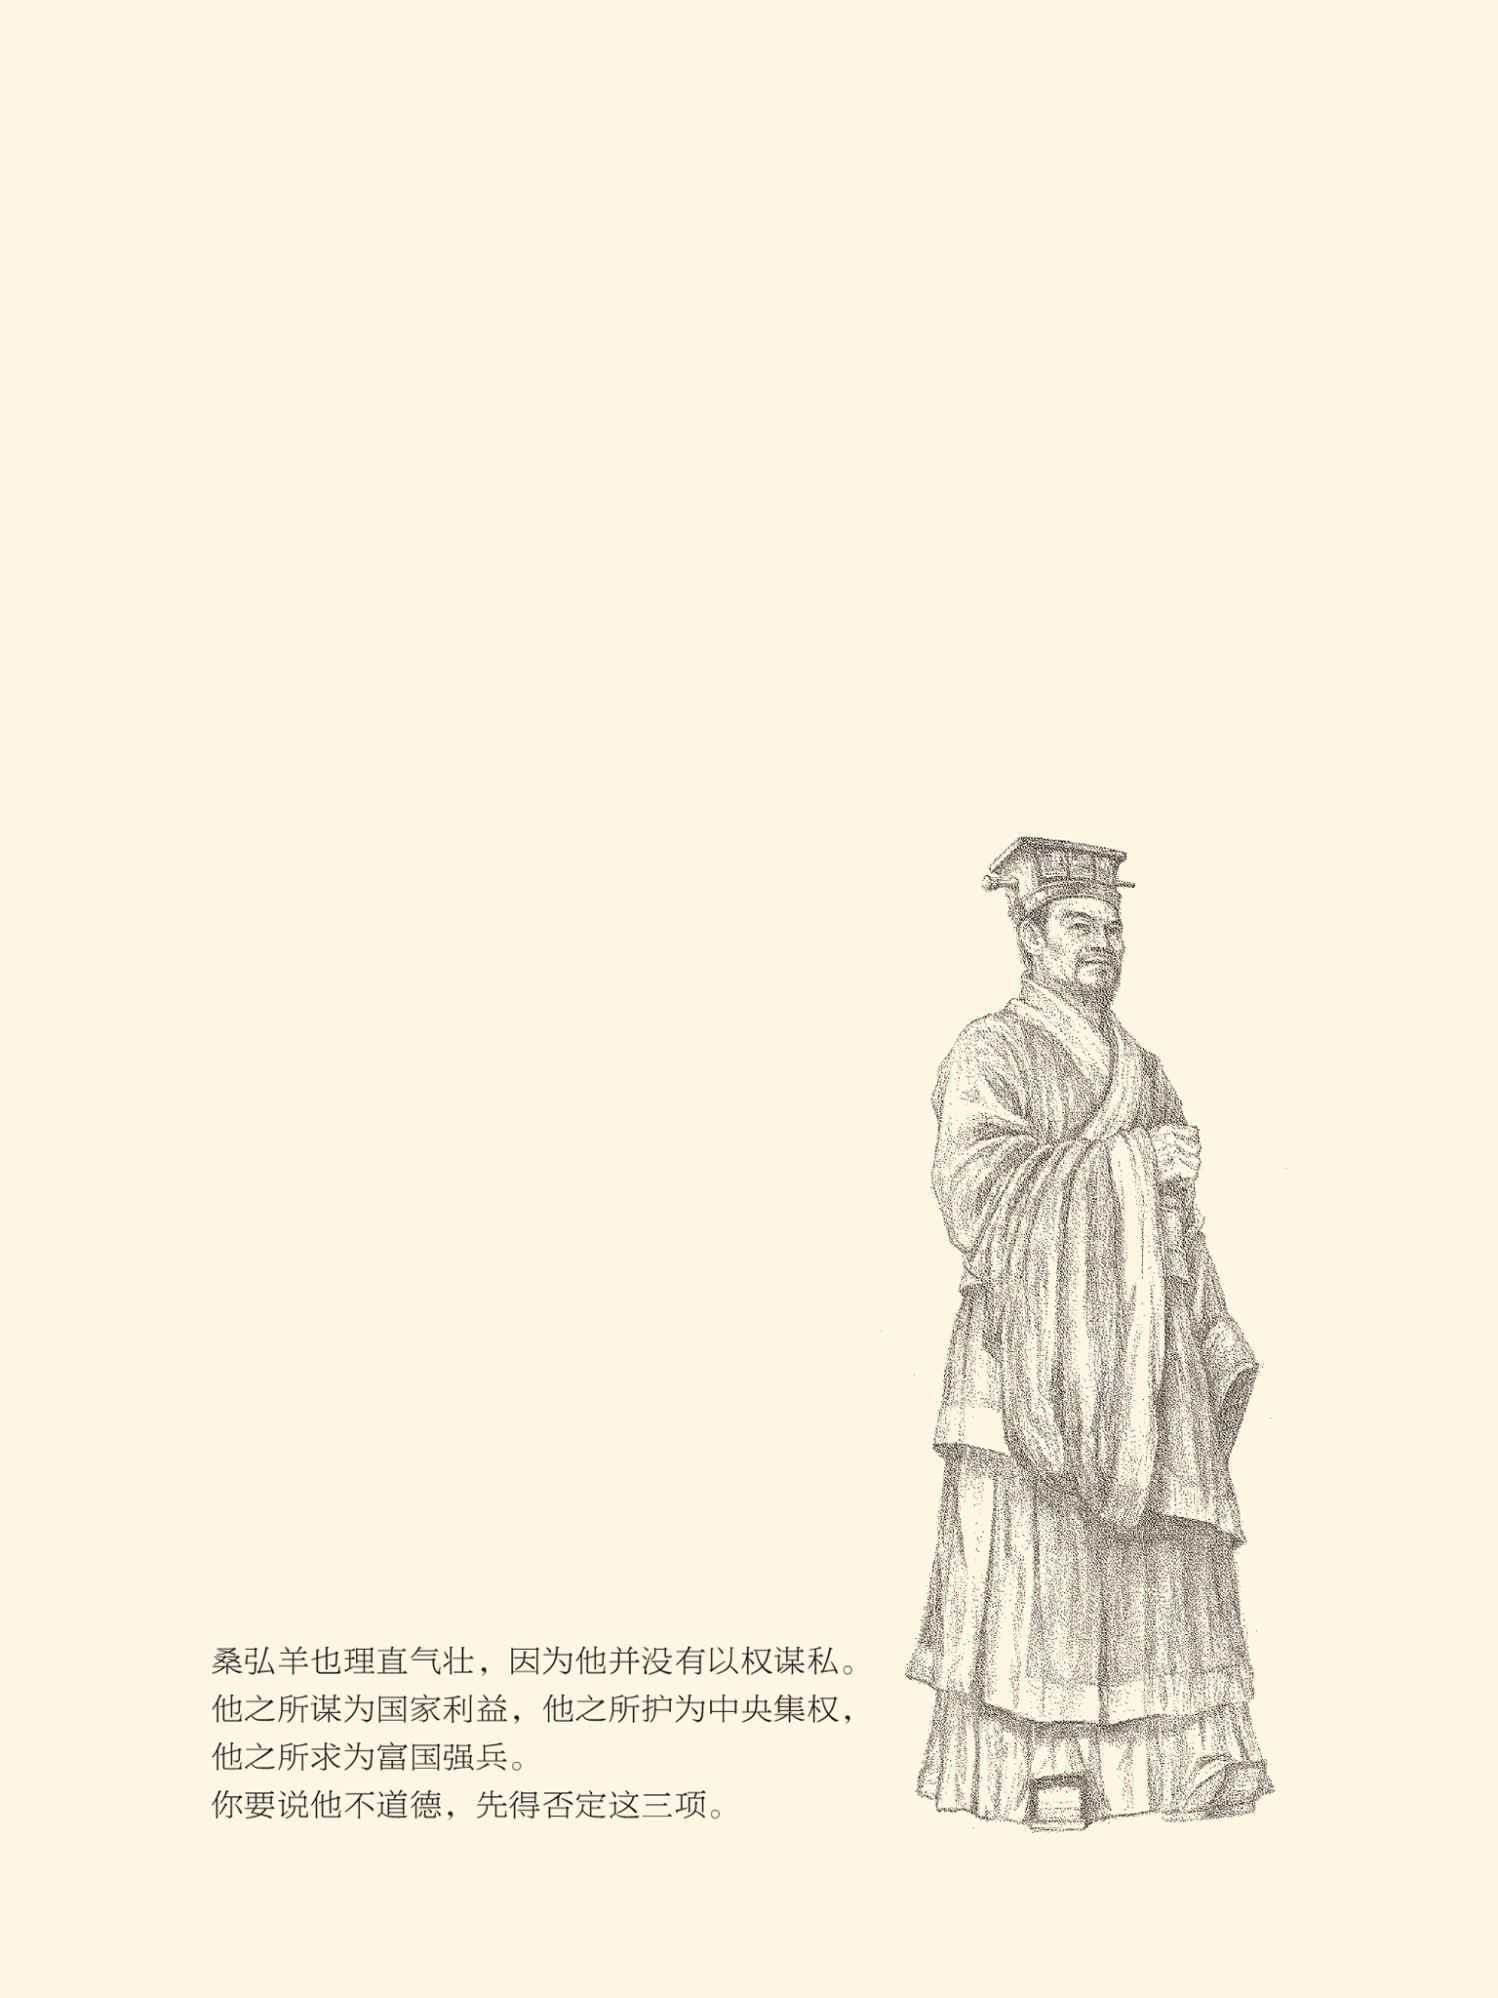 桑弘羊也理直气壮，因为他并没有以权谋私。
他之所谋为国家利益，他之所护为中央集权，
他之所求为富国强兵。
你要说他不道德，先得否定这三项。